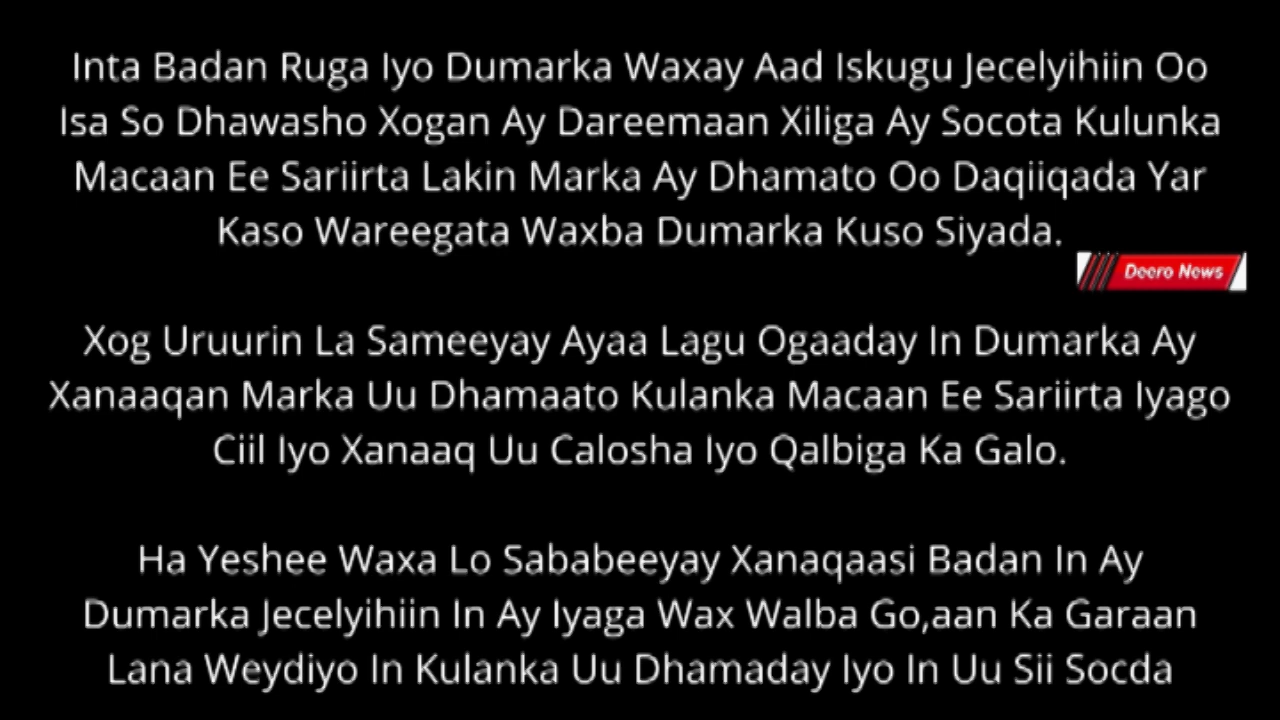 Inta Badan Ruga Iyo Dumarka Waxay Aad Iskugu Jecelyihiin Oo
Isa So Dhawasho Xogan Ay Dareemaan Xiliga Ay Socota Kulunka
Macaan Ee Sariirta Lakin Marka Ay Dhamato Oo Daqiiqada Yar
Kaso Wareegata Waxba Dumarka Kuso Siyada.
Deero News
Xog Uruurin La Sameeyay Ayaa Lagu Ogaaday In Dumarka Ay
Xanaaqan Marka Uu Dhamaato Kulanka Macaan Ee Sariirta Iyago
Ciil Iyo Xanaaq Uu Calosha Iyo Qalbiga Ka Galo.
Ha Yeshee Waxa Lo Sababeeyay Xanaqaasi Badan In Ay
Dumarka Jecelyihiin In Ay Iyaga Wax Walba Go,aan Ka Garaan
Lana Weydiyo In Kulanka Uu Dhamaday Iyo In Uu Sii Socda